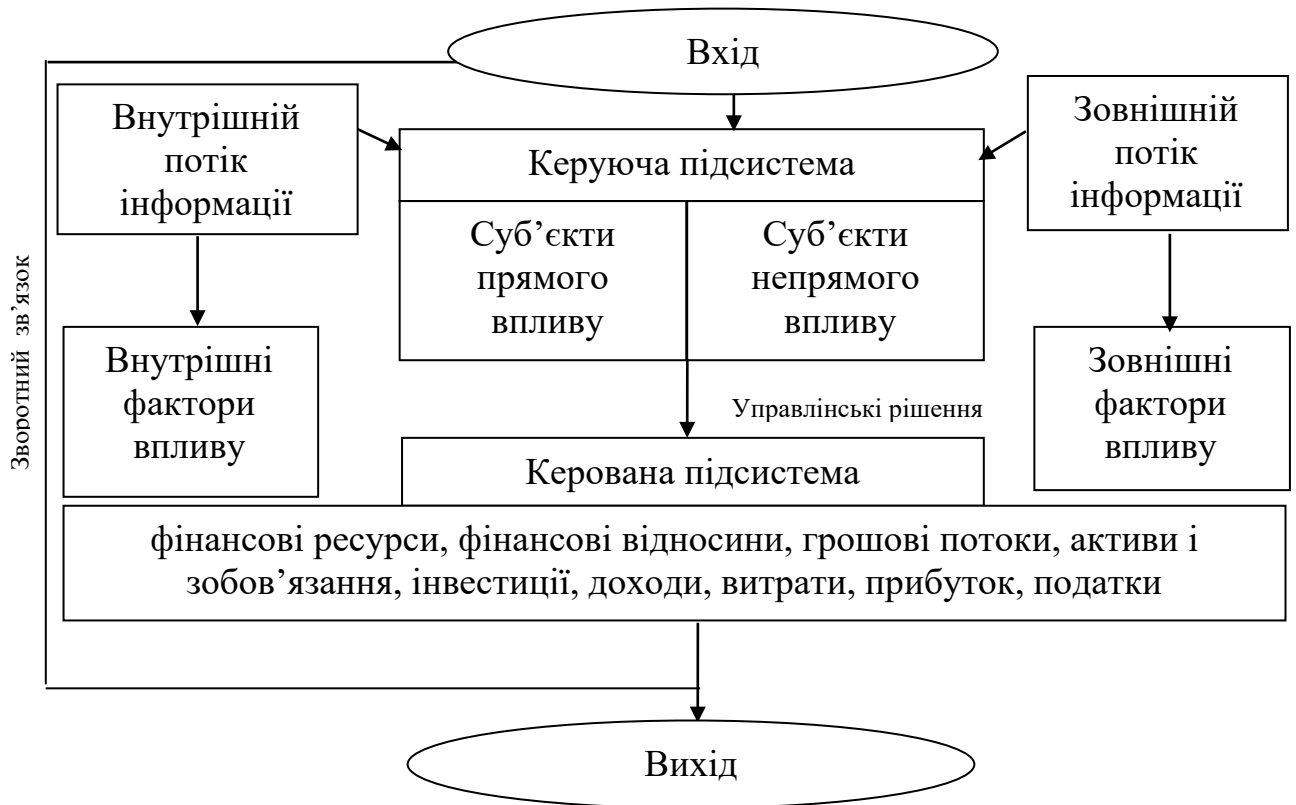 Вхід
Внутрішній
потік
інформації
Зовнішній
потік
інформації
Керуюча підсистема
Суб’єкти
прямого
впливу
Суб’єкти
непрямого
впливу
Зворотний зв’язок
Внутрішні
фактори
впливу
Зовнішні
фактори
впливу
Управлінські рішення
Керована підсистема
фінансові ресурси, фінансові відносини, грошові потоки, активи і
зобов’язання, інвестиції, доходи, витрати, прибуток, податки
Вихід